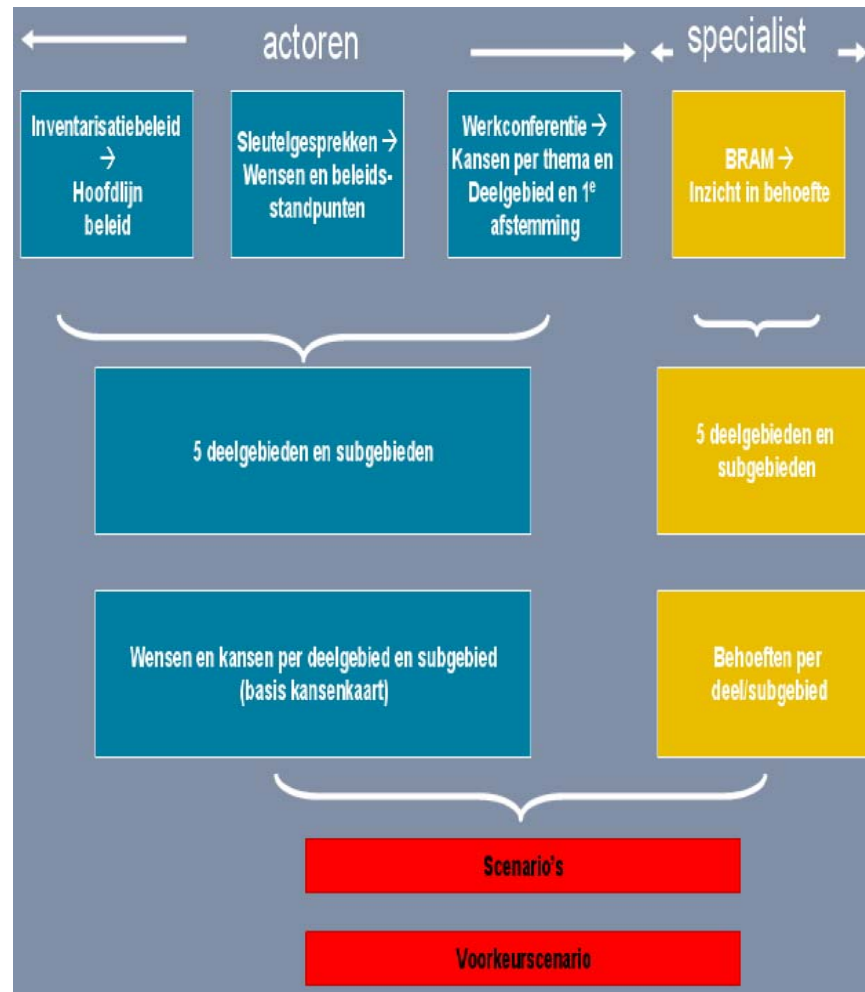 actoren
specialist
Inventarisatiebeleid
→
Hoofdlijn
beleid
Sleutelgesprekken →
Wensen en beleids-
standpunten
Werkconferentie →
Kansen per thema en
Deelgebied en 1e
afstemming
BRAM →
Inzicht in behoefte
5 deelgebieden en subgebieden
5 deelgebieden en
subgebieden
Wensen en kansen per deelgebied en subgebied
(basis kansenkaart)
Behoeften per
deel/subgebied
Scenario's
Voorkeurscenario